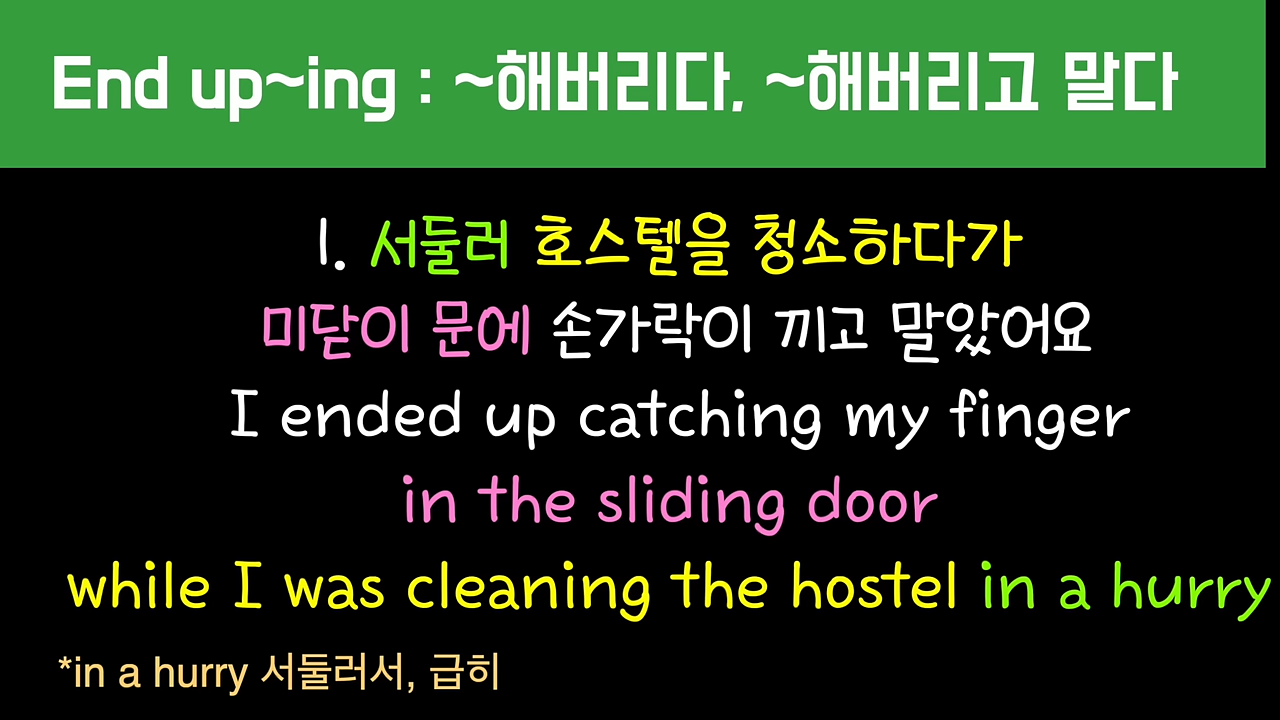 End up~ing : ~해버리다, ~해버리고 말다
1. 서둘러 호스텔을 청소하다가
미닫이 문에 손가락이 끼고 말았어요
I ended up catching my finger
in the sliding door
while I was cleaning the hostel in a hurry
*in a hurry 서둘러서, 급히